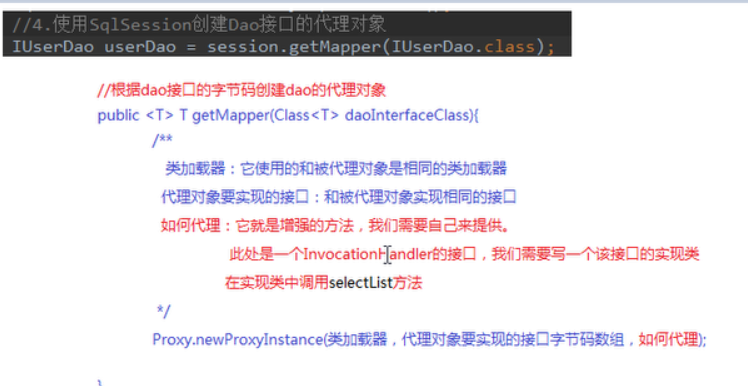 //4.使用SqlSession创建Dao接口的代理对象
IUserDao userDao = session.getMapper(IUserDao.class);
//根据dao接口的字节码创建dao的代理对象
public <T> T getMapper(Class<T> daoInterfaceClass){
/**
类加载器：它使用的和被代理对象是相同的类加载器
代理对象要实现的接口：和被代理对象实现相同的接口
如何代理：它就是增强的方法，我们需要自己来提供。
此处是一个InvocationHandler的接口，我们需要写一个该接口的实现类
在实现类中调用selectList方法
*/
Proxy.newProxyInstance(类加载器，代理对象要实现的接口字节码数组，如何代理);
}